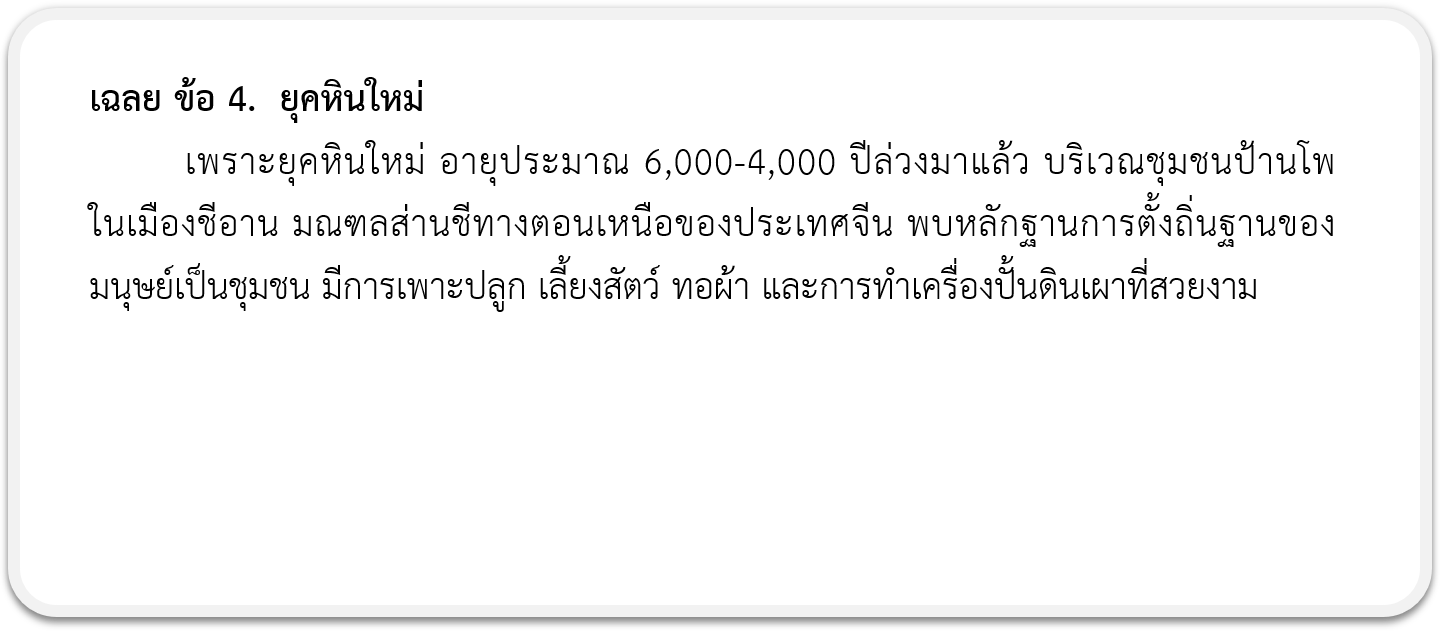 เฉลย ข้อ 4. ยุคหินใหม่
เพราะยุคหินใหม่ อายุประมาณ 6,000-4,000 ปีล่วงมาแล้ว บริเวณชุมชนป้านโพ
ในเมืองซีอาน มณฑลส่านซีทางตอนเหนือของประเทศจีน พบหลักฐานการตั้งถิ่นฐานของ
มนุษย์เป็นชุมชน มีการเพาะปลูก เลี้ยงสัตว์ ทอผ้า และการทำเครื่องปั้นดินเผาที่สวยงาม